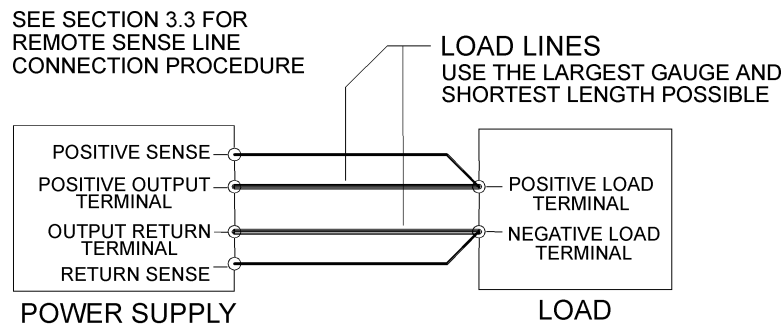 SEE SECTION 3.3 FOR
REMOTE SENSE LINE
CONNECTION PROCEDURE
LOAD LINES
USE THE LARGEST GAUGE AND
SHORTEST LENGTH POSSIBLE
POSITIVE SENSE
POSITIVE OUTPUT
TERMINAL
OUTPUT RETURN
TERMINAL
RETURN SENSE
POSITIVE LOAD
TERMINAL
NEGATIVE LOAD
TERMINAL
POWER SUPPLY
LOAD